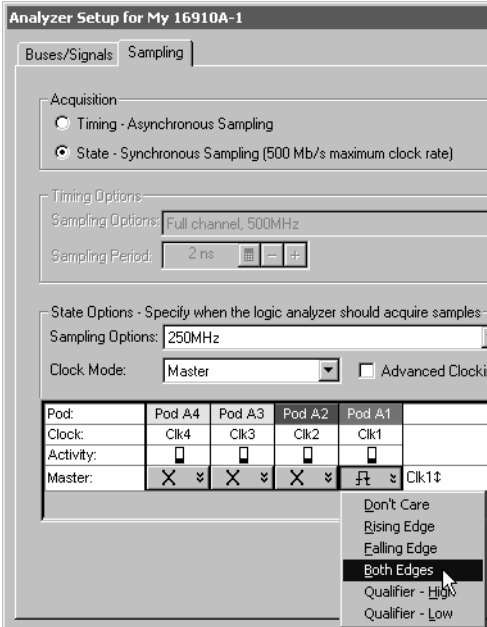 Analyzer Setup for My 16910A-1
Buses/Signals Sampling
Acquisition
Timing - Asynchronous Sampling
State - Synchronous Sampling (500 Mb/s maximum clock rate)
Timing Options
Sampling Options: Full channel, 500MHz
Sampling Period: 2 ns
State Options - Specify when the logic analyzer should acquire samples
Sampling Options: 250MHz
Clock Mode: Master Advanced Clocki
Pod: Pod A4 Pod A3 Pod A2 Pod A1
Clock: Clk4 Clk3 Clk2 Clk1
Activity:
Master: X X X Clk1↕
Don't Care
Rising Edge
Falling Edge
Both Edges
Qualifier - High
Qualifier - Low